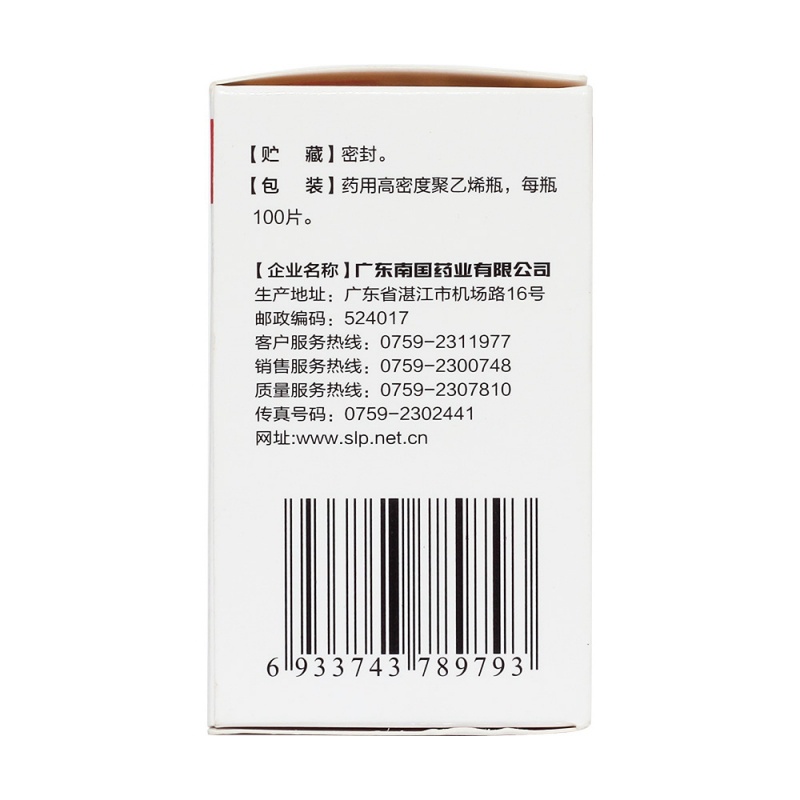 【贮　藏】密封。
【包　装】药用高密度聚乙烯瓶，每瓶
100片。
【企业名称】广东南国药业有限公司
生产地址：广东省湛江市机场路16号
邮政编码：524017
客户服务热线：0759-2311977
销售服务热线：0759-2300748
质量服务热线：0759-2307810
传真号码：0759-2302441
网址:www.slp.net.cn
6 933743 789793